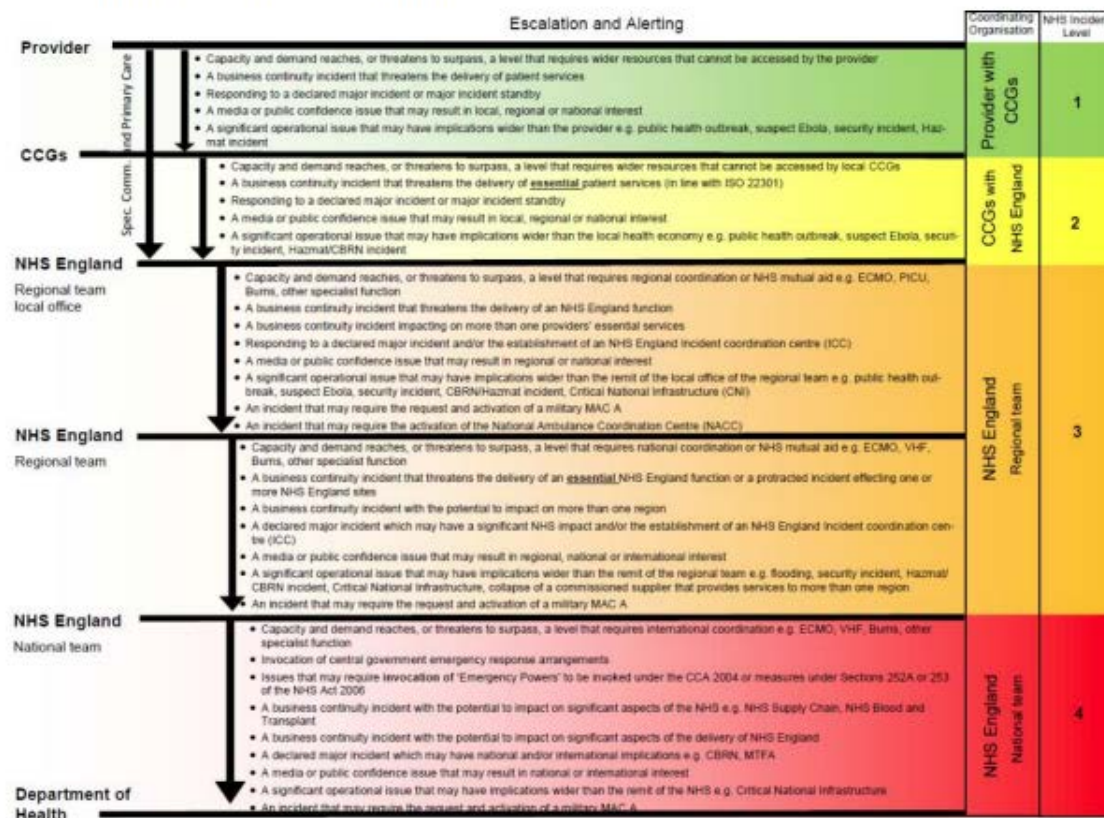 Escalation and Alerting
Coordinating
Organisation
NHS Inciden
Level
Provider
• Capacity and demand reaches, or threatens to surpass, a level that requires wider resources that cannot be accessed by the provider
• A business continuity incident that threatens the delivery of patient services
• Responding to a declared major incident or major incident standby
• A media or public confidence issue that may result in local, regional or national interest
• A significant operational issue that may have implications wider than the provider e.g. public health outbreak, suspect Ebola, security incident, Haz-
mat incident
Provider with
CCGs
1
Spec. Comm. and Primary Care
CCGs
• Capacity and demand reaches, or threatens to surpass, a level that requires wider resources that cannot be accessed by local CCGs
• A business continuity incident that threatens the delivery of essential patient services (in line with ISO 22301)
• Responding to a declared major incident or major incident standby
• A media or public confidence issue that may result in local, regional or national interest
• A significant operational issue that may have implications wider than the local health economy e.g. public health outbreak, suspect Ebola, secur-
ity incident, Hazmat/CBRN incident
CCGs with
NHS England
2
NHS England
Regional team
local office
• Capacity and demand reaches, or threatens to surpass, a level that requires regional coordination or NHS mutual aid e.g. ECMO, PICU,
Burns, other specialist function
• A business continuity incident that threatens the delivery of an NHS England function
• A business continuity incident impacting on more than one providers' essential services
• Responding to a declared major incident and/or the establishment of an NHS England Incident coordination centre (ICC)
• A media or public confidence issue that may result in regional or national interest
• A significant operational issue that may have implications wider than the remit of the local office of the regional team e.g. public health out-
break, suspect Ebola, security incident, CBRN/Hazmat incident, Critical National Infrastructure (CNI)
• An incident that may require the request and activation of a military MAC A
• An incident that may require the activation of the National Ambulance Coordination Centre (NACC)
NHS England
Regional team
3
NHS England
Regional team
• Capacity and demand reaches, or threatens to surpass, a level that requires national coordination or NHS mutual aid e.g. ECMO, VHF,
Burns, other specialist function
• A business continuity incident that threatens the delivery of an essential NHS England function or a protracted incident effecting one or
more NHS England sites
• A business continuity incident with the potential to impact on more than one region
• A declared major incident which may have a significant NHS impact and/or the establishment of an NHS England Incident coordination cen-
tre (ICC)
• A media or public confidence issue that may result in regional, national or international interest
• A significant operational issue that may have implications wider than the remit of the regional team e.g. flooding, security incident, Hazmat/
CBRN incident, Critical National Infrastructure, collapse of a commissioned supplier that provides services to more than one region
• An incident that may require the request and activation of a military MAC A
NHS England
National team
• Capacity and demand reaches, or threatens to surpass, a level that requires international coordination e.g. ECMO, VHF, Burns, other
specialist function
• Invocation of central government emergency response arrangements
• Issues that may require invocation of 'Emergency Powers' to be invoked under the CCA 2004 or measures under Sections 252A or 253
of the NHS Act 2006
• A business continuity incident with the potential to impact on significant aspects of the NHS e.g. NHS Supply Chain, NHS Blood and
Transplant
• A business continuity incident with the potential to impact on significant aspects of the delivery of NHS England
• A declared major incident which may have national and/or international implications e.g. CBRN, MTFA
• A media or public confidence issue that may result in national or international interest
• A significant operational issue that may have implications wider than the remit of the NHS e.g. Critical National Infrastructure
• An incident that may require the request and activation of a military MAC A
NHS England
National team
4
Department of
Health